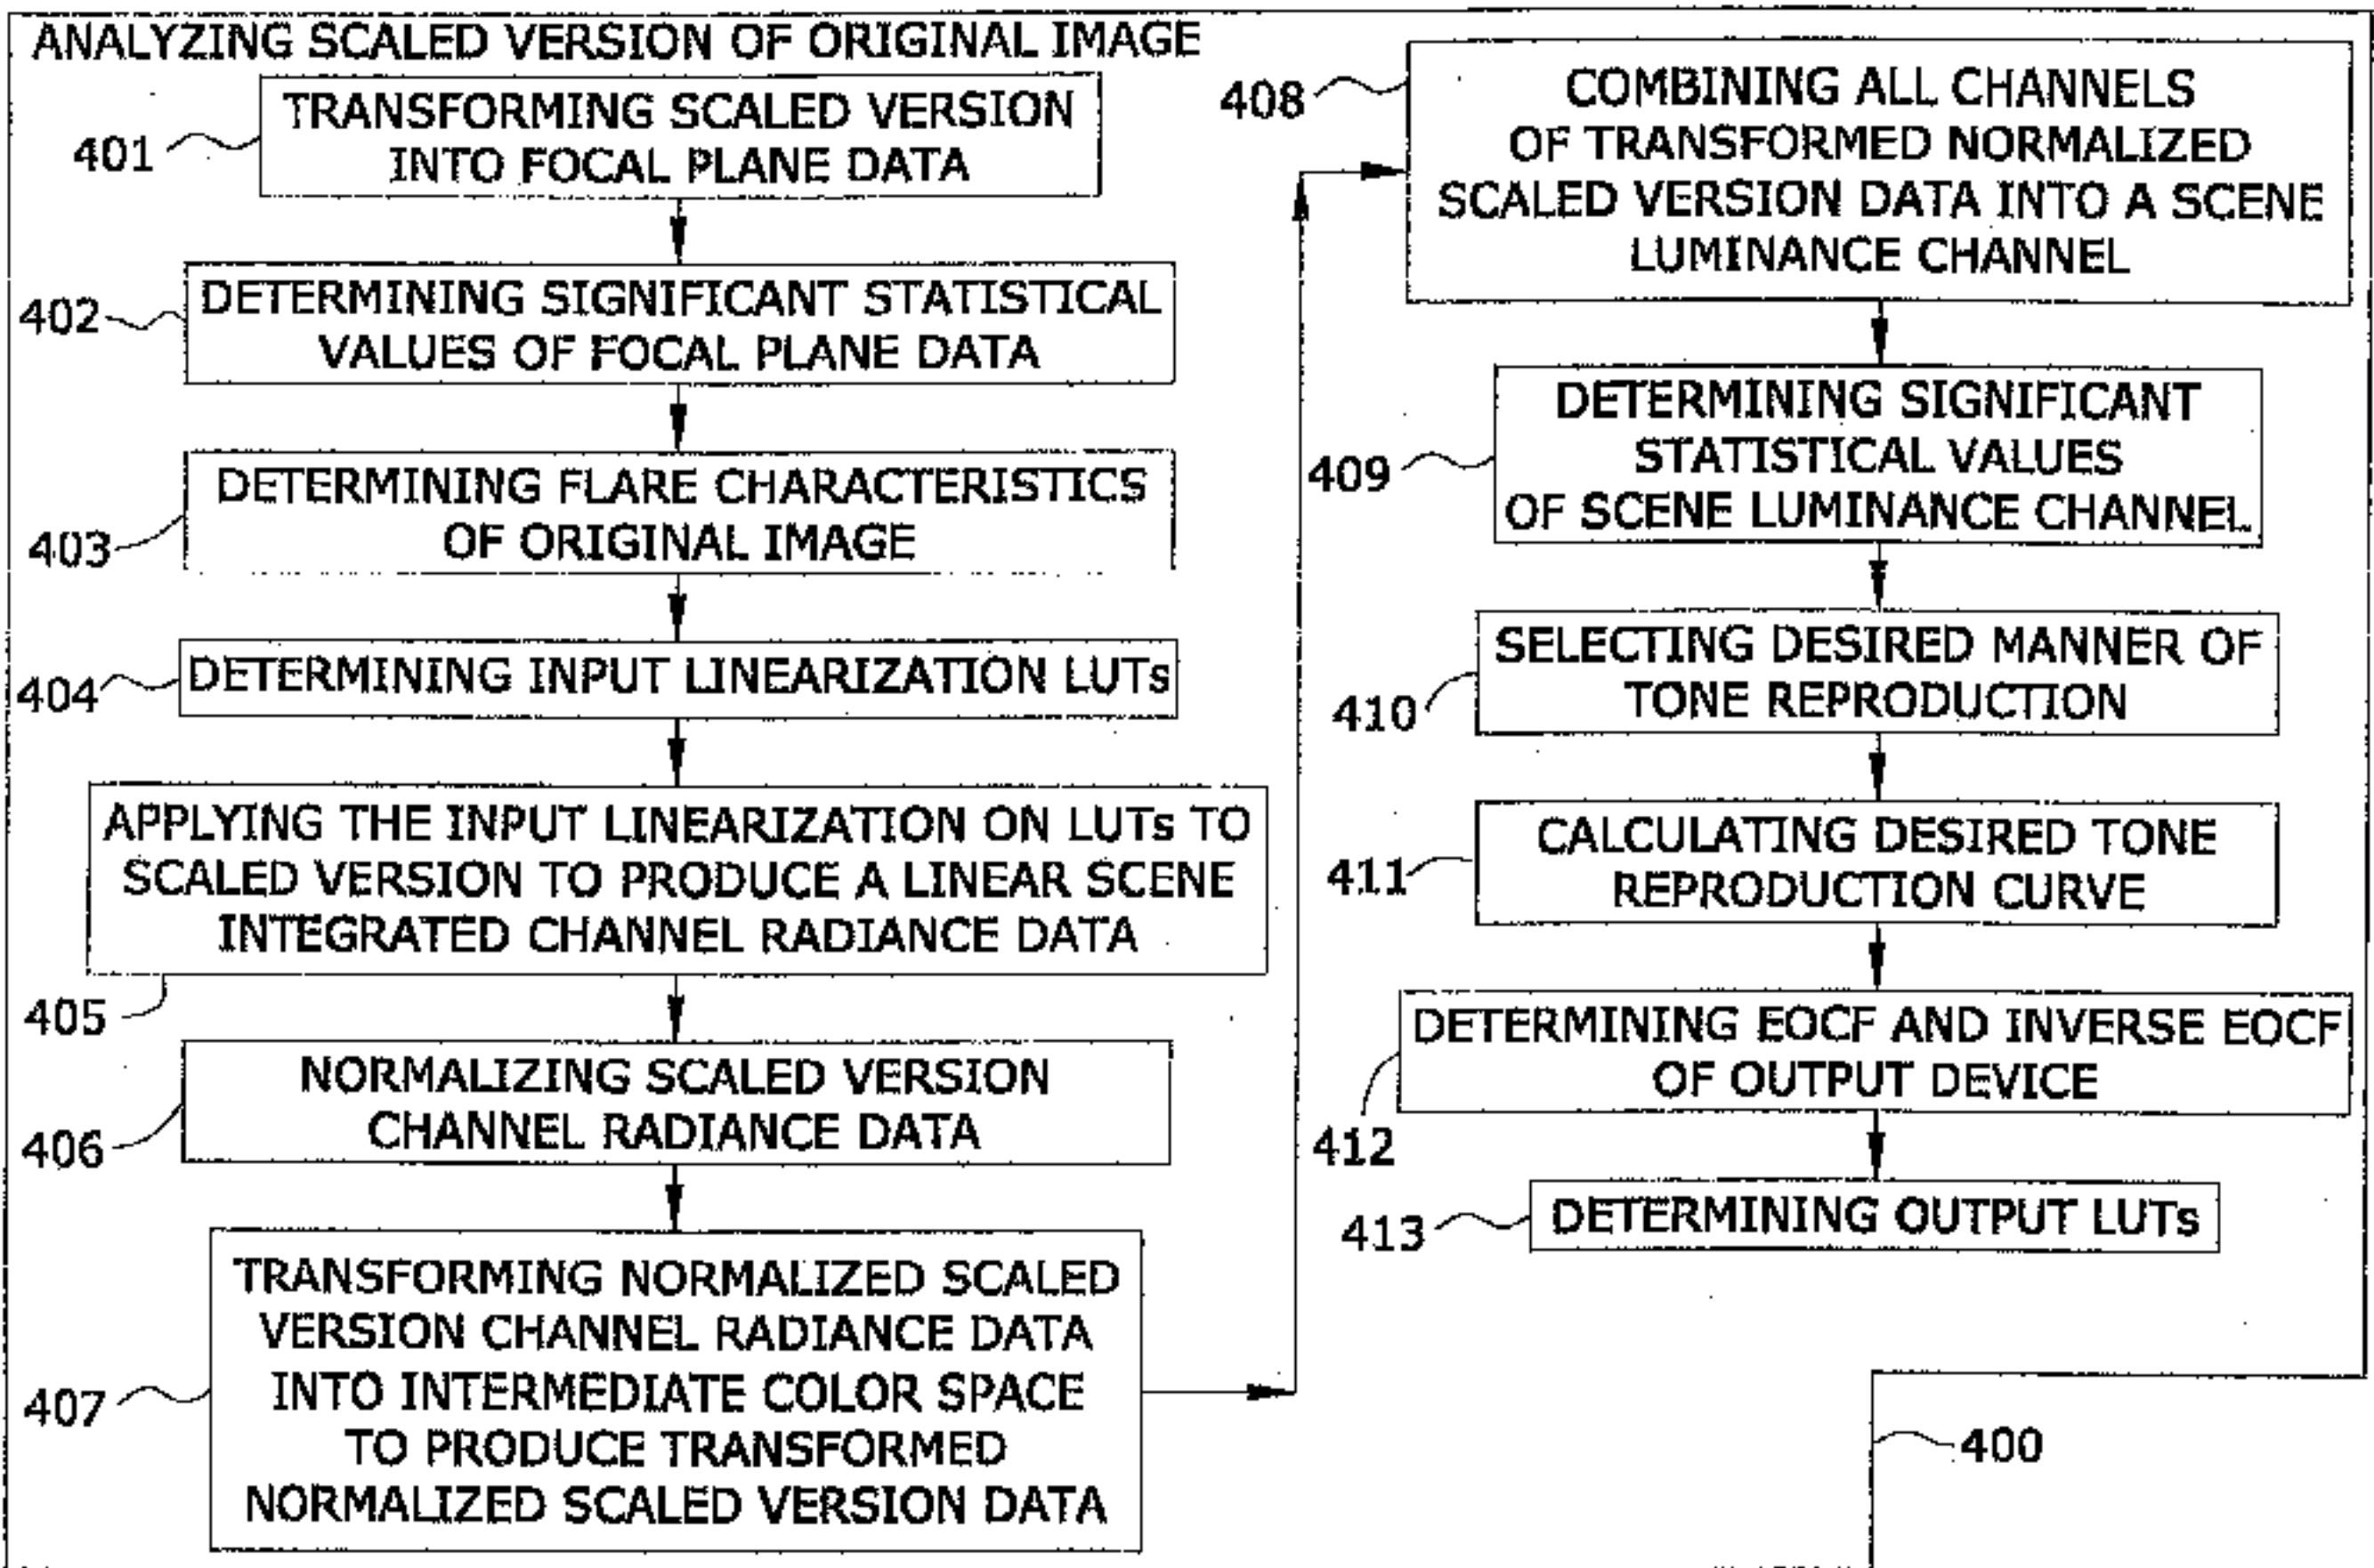 ANALYZING SCALED VERSION OF ORIGINAL IMAGE
401
TRANSFORMING SCALED VERSION
INTO FOCAL PLANE DATA
402
DETERMINING SIGNIFICANT STATISTICAL
VALUES OF FOCAL PLANE DATA
403
DETERMINING FLARE CHARACTERISTICS
OF ORIGINAL IMAGE
404
DETERMINING INPUT LINEARIZATION LUTs
APPLYING THE INPUT LINEARIZATION ON LUTs TO
SCALED VERSION TO PRODUCE A LINEAR SCENE
INTEGRATED CHANNEL RADIANCE DATA
405
406
NORMALIZING SCALED VERSION
CHANNEL RADIANCE DATA
407
TRANSFORMING NORMALIZED SCALED
VERSION CHANNEL RADIANCE DATA
INTO INTERMEDIATE COLOR SPACE
TO PRODUCE TRANSFORMED
NORMALIZED SCALED VERSION DATA
408
COMBINING ALL CHANNELS
OF TRANSFORMED NORMALIZED
SCALED VERSION DATA INTO A SCENE
LUMINANCE CHANNEL
409
DETERMINING SIGNIFICANT
STATISTICAL VALUES
OF SCENE LUMINANCE CHANNEL
410
SELECTING DESIRED MANNER OF
TONE REPRODUCTION
411
CALCULATING DESIRED TONE
REPRODUCTION CURVE
412
DETERMINING EOCF AND INVERSE EOCF
OF OUTPUT DEVICE
413
DETERMINING OUTPUT LUTs
400